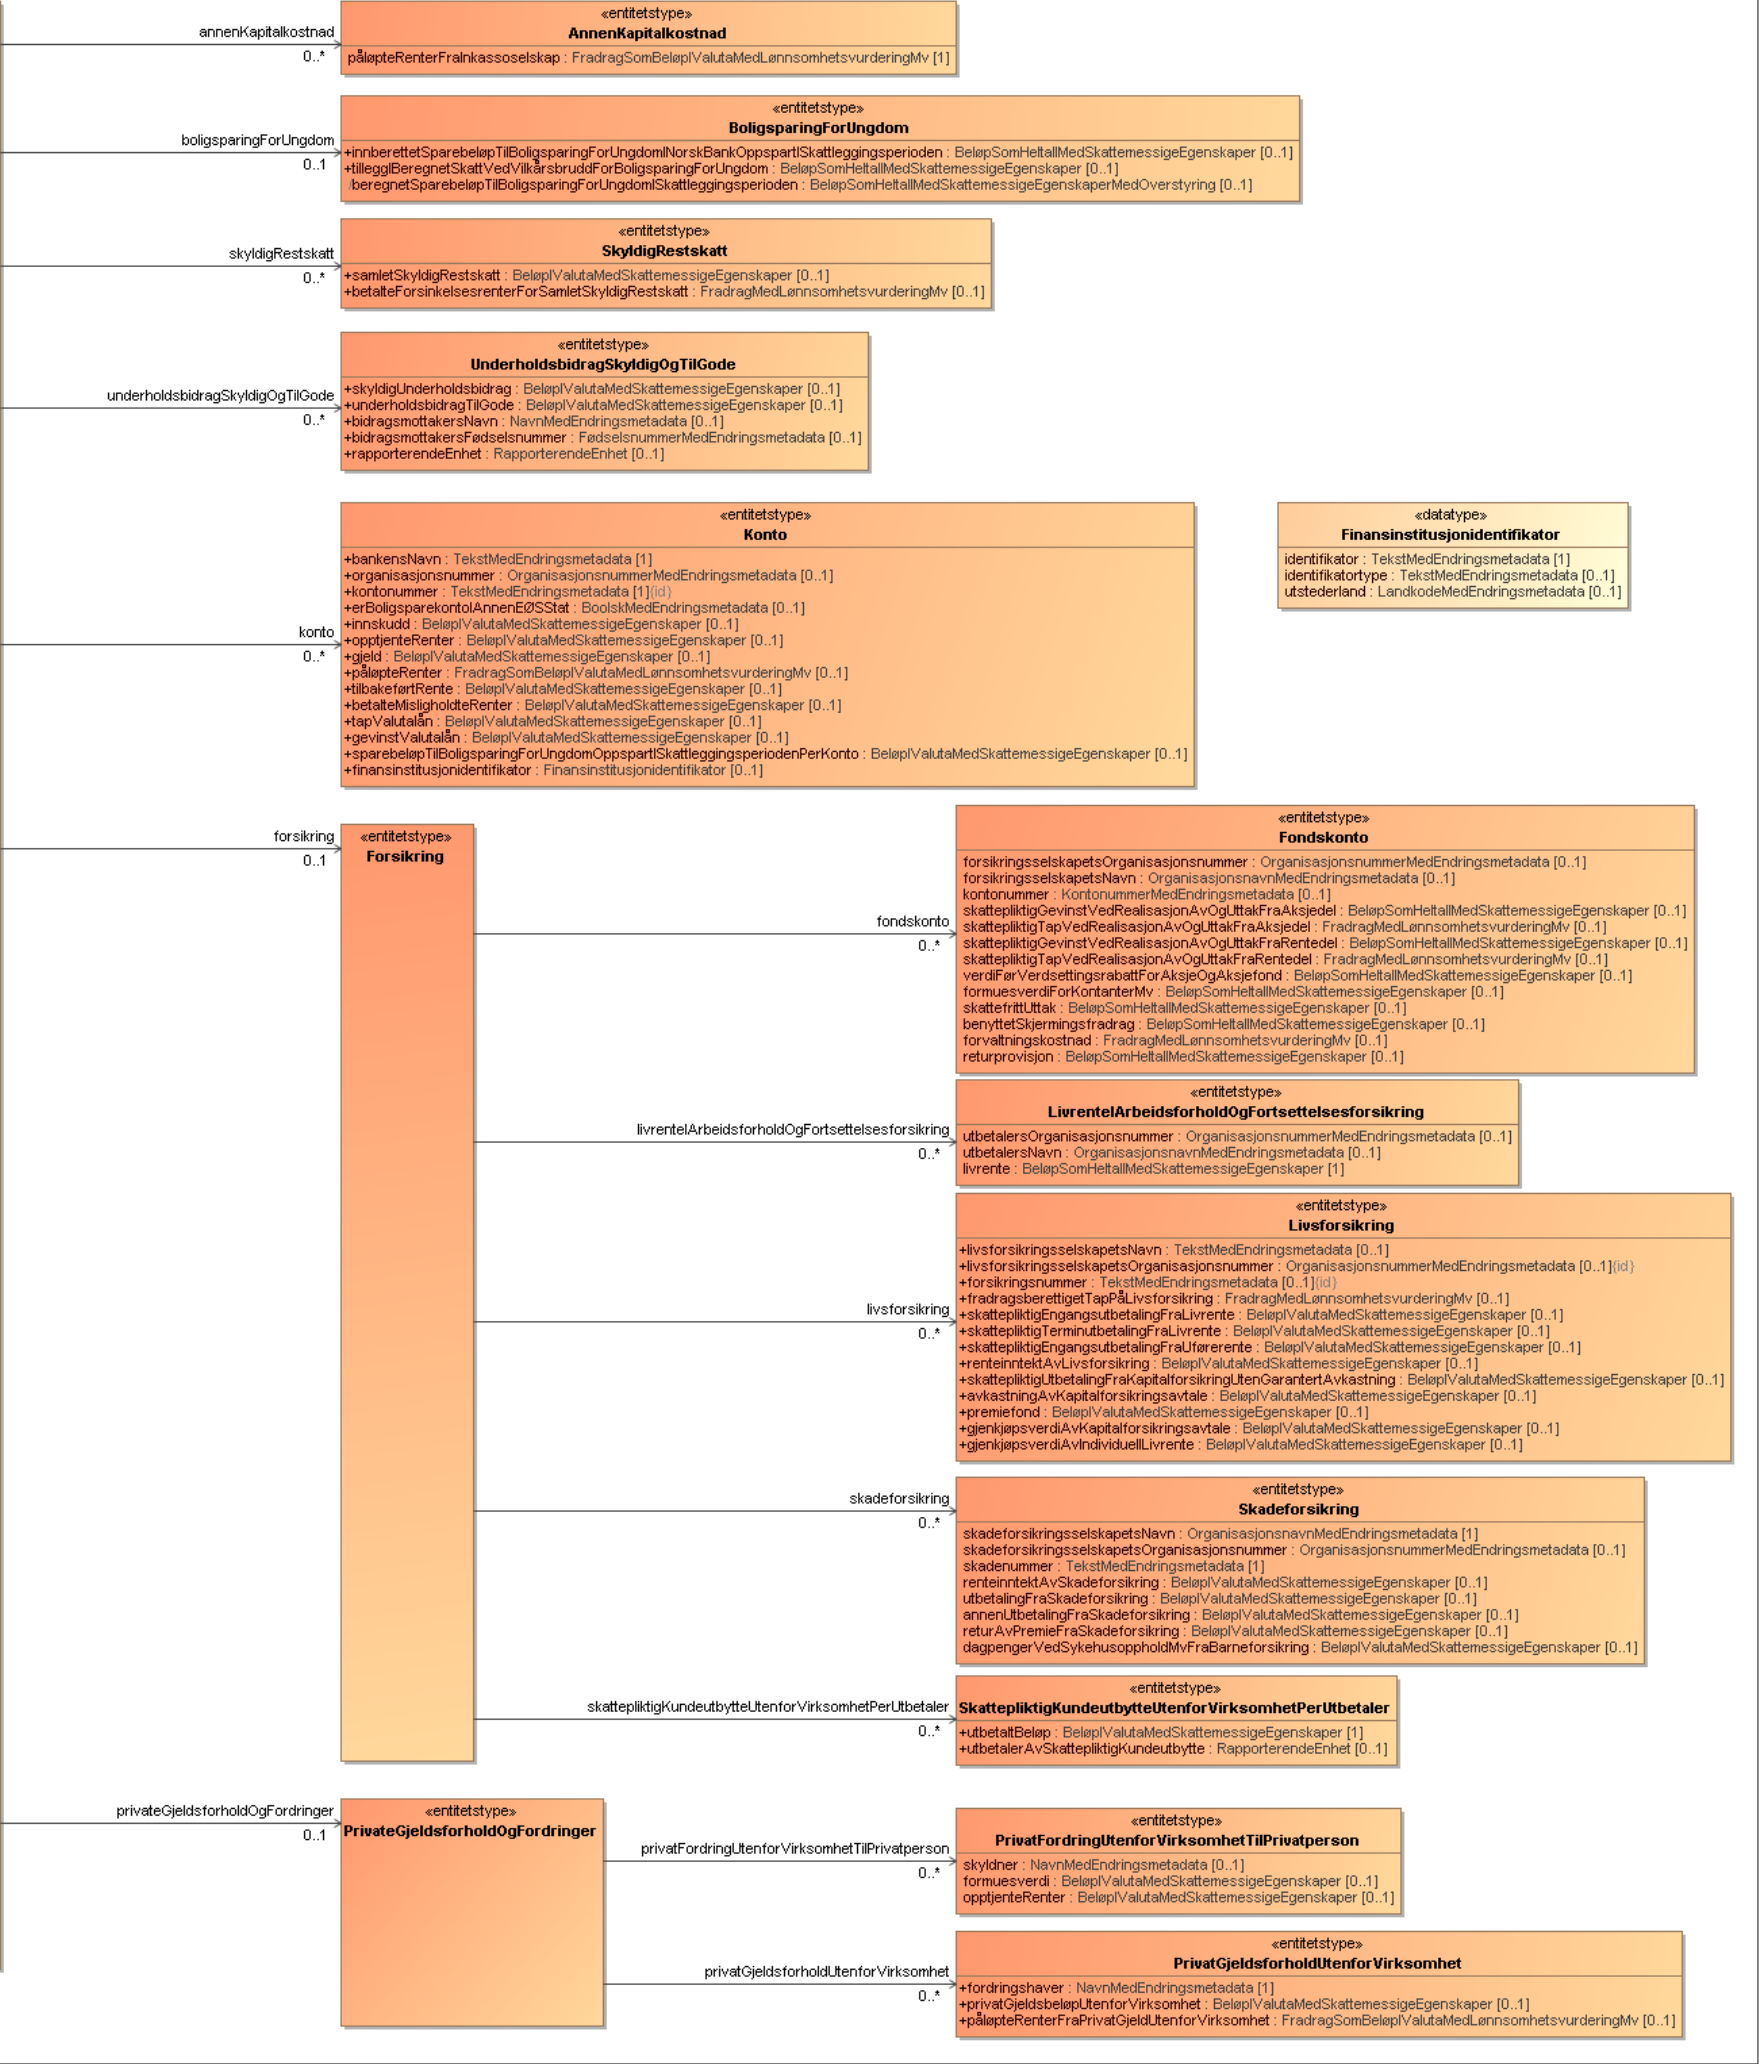 annenKapitalkostnad
0..*
«entitetstype»
AnnenKapitalkostnad
påløpteRenterFraInkassoselskap : FradragSomBeløpIValutaMedLønnsomhetsvurderingMv [1]
boligsparingForUngdom
0..1
«entitetstype»
BoligsparingForUngdom
+innberettetSparebeløpTilBoligsparingForUngdomINorskBankOppspartISkattleggingsperioden : BeløpSomHeltallMedSkattemessigeEgenskaper [0..1]
+tilleggIBeregnetSkattVedVilkårsbruddForBoligsparingForUngdom : BeløpSomHeltallMedSkattemessigeEgenskaper [0..1]
/beregnetSparebeløpTilBoligsparingForUngdomISkattleggingsperioden : BeløpSomHeltallMedSkattemessigeEgenskaperMedOverstyring [0..1]
skyldigRestskatt
0..*
«entitetstype»
SkyldigRestskatt
+samletSkyldigRestskatt : BeløpIValutaMedSkattemessigeEgenskaper [0..1]
+betalteForsinkelsesrenterForSamletSkyldigRestskatt : FradragMedLønnsomhetsvurderingMv [0..1]
underholdsbidragSkyldigOgTilGode
0..*
«entitetstype»
UnderholdsbidragSkyldigOgTilGode
+skyldigUnderholdsbidrag : BeløpIValutaMedSkattemessigeEgenskaper [0..1]
+underholdsbidragTilGode : BeløpIValutaMedSkattemessigeEgenskaper [0..1]
+bidragsmottakersNavn : NavnMedEndringsmetadata [0..1]
+bidragsmottakersFødselsnummer : FødselsnummerMedEndringsmetadata [0..1]
+rapporterendeEnhet : RapporterendeEnhet [0..1]
konto
0..*
«entitetstype»
Konto
+bankensNavn : TekstMedEndringsmetadata [1]
+organisasjonsnummer : OrganisasjonsnummerMedEndringsmetadata [0..1]
+kontonummer : TekstMedEndringsmetadata [1]{id}
+erBoligsparekontoIAnnenEØSStat : BoolskMedEndringsmetadata [0..1]
+innskudd : BeløpIValutaMedSkattemessigeEgenskaper [0..1]
+opptjenteRenter : BeløpIValutaMedSkattemessigeEgenskaper [0..1]
+gjeld : BeløpIValutaMedSkattemessigeEgenskaper [0..1]
+påløpteRenter : FradragSomBeløpIValutaMedLønnsomhetsvurderingMv [0..1]
+tilbakeførtRente : BeløpIValutaMedSkattemessigeEgenskaper [0..1]
+betalteMisligholdteRenter : BeløpIValutaMedSkattemessigeEgenskaper [0..1]
+tapValutalån : BeløpIValutaMedSkattemessigeEgenskaper [0..1]
+gevinstValutalån : BeløpIValutaMedSkattemessigeEgenskaper [0..1]
+sparebeløpTilBoligsparingForUngdomOppspartISkattleggingsperiodenPerKonto : BeløpIValutaMedSkattemessigeEgenskaper [0..1]
+finansinstitusjonidentifikator : Finansinstitusjonidentifikator [0..1]
«datatype»
Finansinstitusjonidentifikator
identifikator : TekstMedEndringsmetadata [1]
identifikatortype : TekstMedEndringsmetadata [0..1]
utstederland : LandkodeMedEndringsmetadata [0..1]
forsikring
0..1
«entitetstype»
Forsikring
fondskonto
0..*
«entitetstype»
Fondskonto
forsikringsselskapetsOrganisasjonsnummer : OrganisasjonsnummerMedEndringsmetadata [0..1]
forsikringsselskapetsNavn : OrganisasjonsnavnMedEndringsmetadata [0..1]
kontonummer : KontonummerMedEndringsmetadata [0..1]
skattepliktigGevinstVedRealisasjonAvOgUttakFraAksjedel : BeløpSomHeltallMedSkattemessigeEgenskaper [0..1]
skattepliktigTapVedRealisasjonAvOgUttakFraAksjedel : FradragMedLønnsomhetsvurderingMv [0..1]
skattepliktigGevinstVedRealisasjonAvOgUttakFraRentedel : BeløpSomHeltallMedSkattemessigeEgenskaper [0..1]
skattepliktigTapVedRealisasjonAvOgUttakFraRentedel : FradragMedLønnsomhetsvurderingMv [0..1]
verdiFørVerdsettingsrabattForAksjeOgAksjefond : BeløpSomHeltallMedSkattemessigeEgenskaper [0..1]
formuesverdiForKontanterMv : BeløpSomHeltallMedSkattemessigeEgenskaper [0..1]
skattefrittUttak : BeløpSomHeltallMedSkattemessigeEgenskaper [0..1]
benyttetSkjermingsfradrag : BeløpSomHeltallMedSkattemessigeEgenskaper [0..1]
forvaltningskostnad : FradragMedLønnsomhetsvurderingMv [0..1]
returprovisjon : BeløpSomHeltallMedSkattemessigeEgenskaper [0..1]
livrenteIArbeidsforholdOgFortsettelsesforsikring
0..*
«entitetstype»
LivrenteIArbeidsforholdOgFortsettelsesforsikring
utbetalersOrganisasjonsnummer : OrganisasjonsnummerMedEndringsmetadata [0..1]
utbetalersNavn : OrganisasjonsnavnMedEndringsmetadata [0..1]
livrente : BeløpSomHeltallMedSkattemessigeEgenskaper [1]
livsforsikring
0..*
«entitetstype»
Livsforsikring
+livsforsikringsselskapetsNavn : TekstMedEndringsmetadata [0..1]
+livsforsikringsselskapetsOrganisasjonsnummer : OrganisasjonsnummerMedEndringsmetadata [0..1]{id}
+forsikringsnummer : TekstMedEndringsmetadata [0..1]{id}
+fradragsberettigetTapPåLivsforsikring : FradragMedLønnsomhetsvurderingMv [0..1]
+skattepliktigEngangsutbetalingFraLivrente : BeløpIValutaMedSkattemessigeEgenskaper [0..1]
+skattepliktigTerminutbetalingFraLivrente : BeløpIValutaMedSkattemessigeEgenskaper [0..1]
+skattepliktigEngangsutbetalingFraUførerente : BeløpIValutaMedSkattemessigeEgenskaper [0..1]
+renteinntektAvLivsforsikring : BeløpIValutaMedSkattemessigeEgenskaper [0..1]
+skattepliktigUtbetalingFraKapitalforsikringUtenGarantertAvkastning : BeløpIValutaMedSkattemessigeEgenskaper [0..1]
+avkastningAvKapitalforsikringsavtale : BeløpIValutaMedSkattemessigeEgenskaper [0..1]
+premiefond : BeløpIValutaMedSkattemessigeEgenskaper [0..1]
+gjenkjøpsverdiAvKapitalforsikringsavtale : BeløpIValutaMedSkattemessigeEgenskaper [0..1]
+gjenkjøpsverdiAvIndividuellLivrente : BeløpIValutaMedSkattemessigeEgenskaper [0..1]
skadeforsikring
0..*
«entitetstype»
Skadeforsikring
skadeforsikringsselskapetsNavn : OrganisasjonsnavnMedEndringsmetadata [1]
skadeforsikringsselskapetsOrganisasjonsnummer : OrganisasjonsnummerMedEndringsmetadata [0..1]
skadenummer : TekstMedEndringsmetadata [1]
renteinntektAvSkadeforsikring : BeløpIValutaMedSkattemessigeEgenskaper [0..1]
utbetalingFraSkadeforsikring : BeløpIValutaMedSkattemessigeEgenskaper [0..1]
annenUtbetalingFraSkadeforsikring : BeløpIValutaMedSkattemessigeEgenskaper [0..1]
returAvPremieFraSkadeforsikring : BeløpIValutaMedSkattemessigeEgenskaper [0..1]
dagpengerVedSykehusoppholdMvFraBarneforsikring : BeløpIValutaMedSkattemessigeEgenskaper [0..1]
skattepliktigKundeutbytteUtenforVirksomhetPerUtbetaler
0..*
«entitetstype»
SkattepliktigKundeutbytteUtenforVirksomhetPerUtbetaler
+utbetaltBeløp : BeløpIValutaMedSkattemessigeEgenskaper [1]
+utbetalerAvSkattepliktigKundeutbytte : RapporterendeEnhet [0..1]
privateGjeldsforholdOgFordringer
0..1
«entitetstype»
PrivateGjeldsforholdOgFordringer
privatFordringUtenforVirksomhetTilPrivatperson
0..*
«entitetstype»
PrivatFordringUtenforVirksomhetTilPrivatperson
skyldner : NavnMedEndringsmetadata [0..1]
formuesverdi : BeløpIValutaMedSkattemessigeEgenskaper [0..1]
opptjenteRenter : BeløpIValutaMedSkattemessigeEgenskaper [0..1]
privatGjeldsforholdUtenforVirksomhet
0..*
«entitetstype»
PrivatGjeldsforholdUtenforVirksomhet
+fordringshaver : NavnMedEndringsmetadata [1]
+privatGjeldsbeløpUtenforVirksomhet : BeløpIValutaMedSkattemessigeEgenskaper [0..1]
+påløpteRenterFraPrivatGjeldUtenforVirksomhet : FradragSomBeløpIValutaMedLønnsomhetsvurderingMv [0..1]